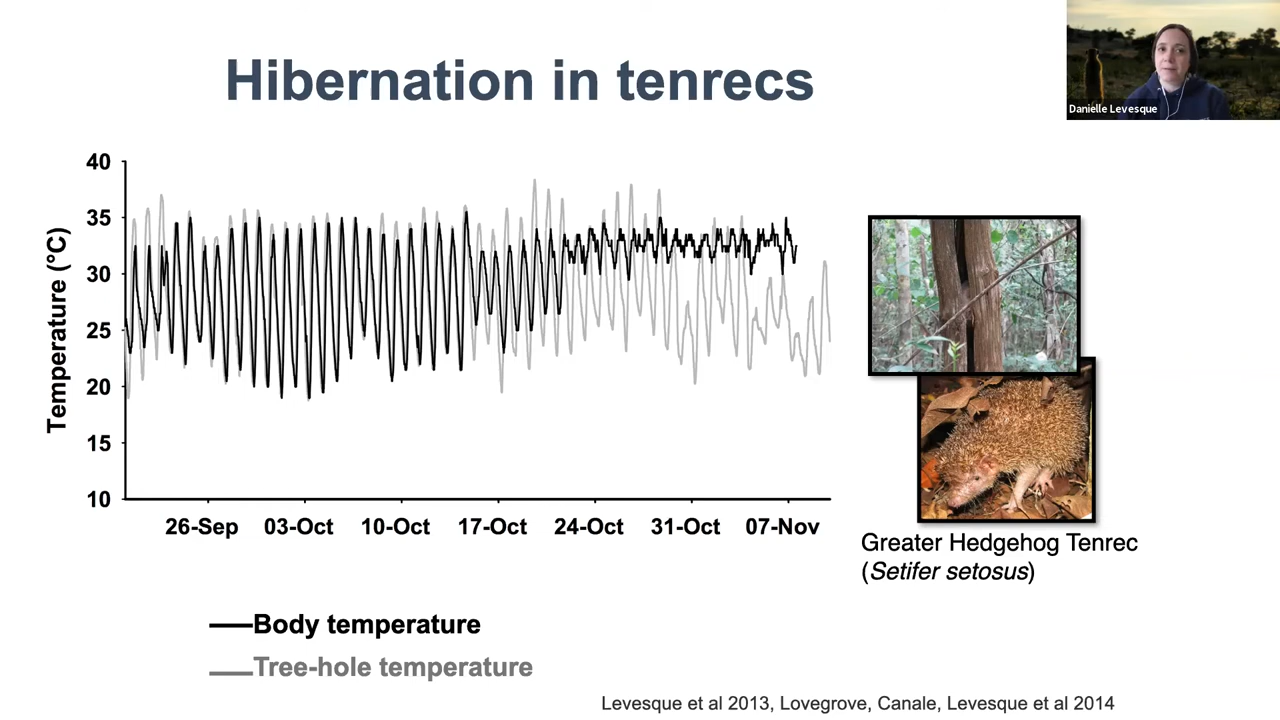 Hibernation in tenrecs
Danielle Levesque
Temperature (°C)
40
35
30
25
20
15
10
26-Sep 03-Oct 10-Oct 17-Oct 24-Oct 31-Oct 07-Nov
Body temperature
Tree-hole temperature
Greater Hedgehog Tenrec
(Setifer setosus)
Levesque et al 2013, Lovegrove, Canale, Levesque et al 2014